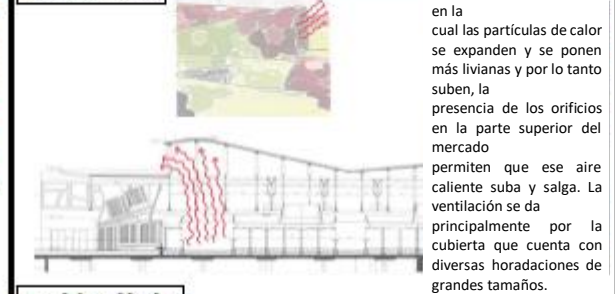 en la
cual las partículas de calor
se expanden y se ponen
más livianas y por lo tanto
suben, la
presencia de los orificios
en la parte superior del
mercado
permiten que ese aire
caliente suba y salga. La
ventilación se da
principalmente por la
cubierta que cuenta con
diversas horadaciones de
grandes tamaños.